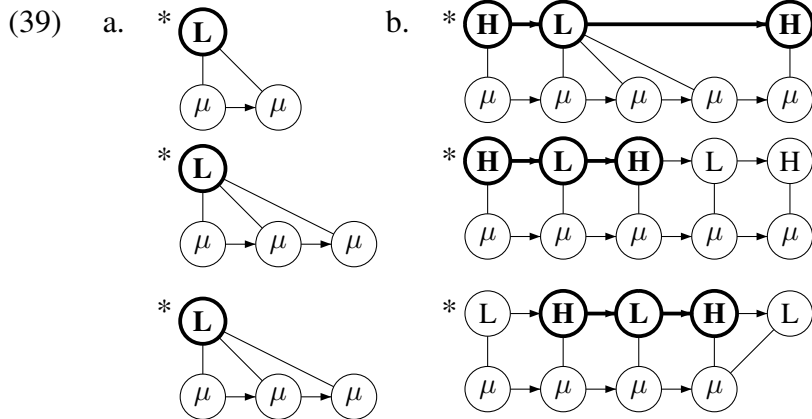 (39) a. * L b. * H L H
μ μ μ μ μ μ μ
* L * H L H L H
μ μ μ μ μ μ μ μ
* L * L H L H L
μ μ μ μ μ μ μ